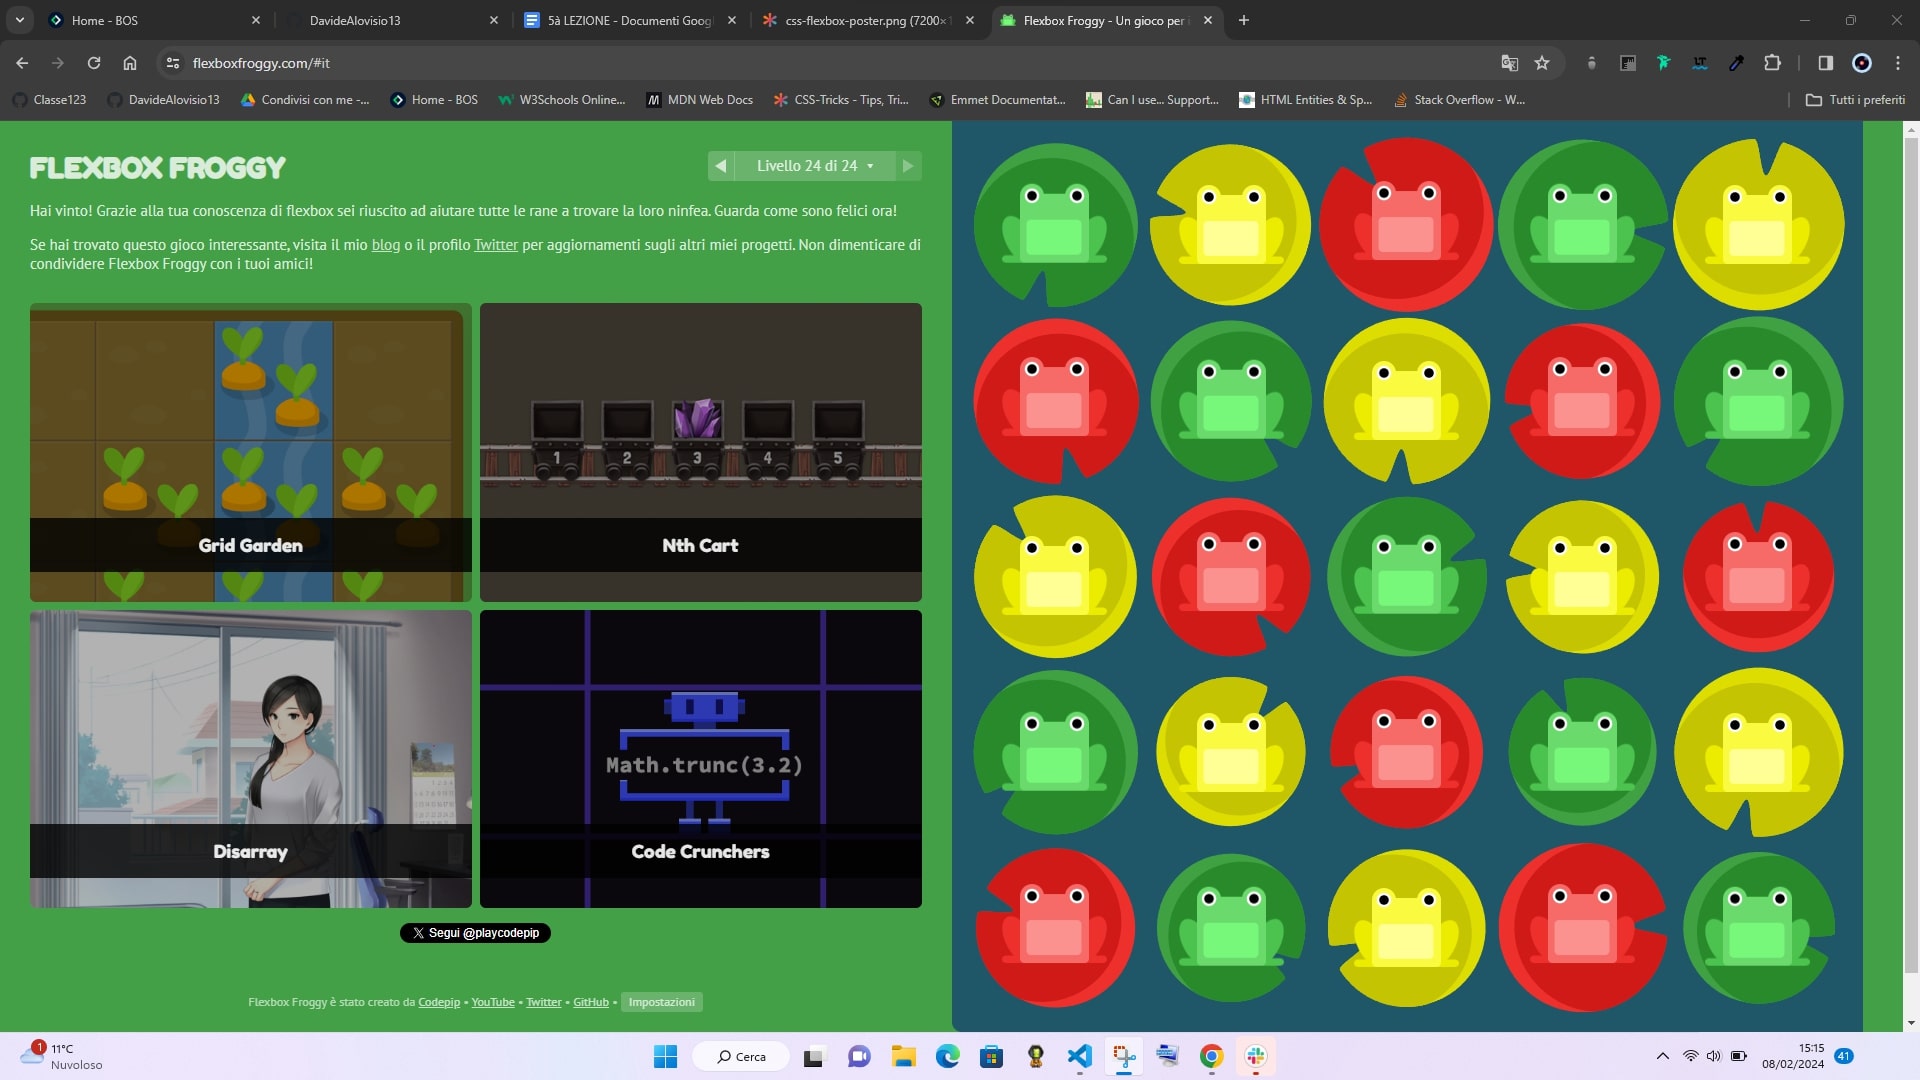 Home - BOS
DavideAlovisio13
5à LEZIONE - Documenti Goog
css-flexbox-poster.png (7200×1
Flexbox Froggy - Un gioco per i
flexboxfroggy.com/#it
Classe123
DavideAlovisio13
Condivisi con me -...
Home - BOS
W3Schools Online...
MDN Web Docs
CSS-Tricks - Tips, Tri...
Emmet Documentat...
Can I use... Support...
HTML Entities & Sp...
Stack Overflow - W...
Tutti i preferiti
FLEXBOX FROGGY
Livello 24 di 24
Hai vinto! Grazie alla tua conoscenza di flexbox sei riuscito ad aiutare tutte le rane a trovare la loro ninfea. Guarda come sono felici ora!
Se hai trovato questo gioco interessante, visita il mio blog o il profilo Twitter per aggiornamenti sugli altri miei progetti. Non dimenticare di
condividere Flexbox Froggy con i tuoi amici!
1 2 3 4 5
Grid Garden
Nth Cart
Math.trunc(3.2)
Disarray
Code Crunchers
X Segui @playcodepip
Flexbox Froggy è stato creato da Codepip • YouTube • Twitter • GitHub • Impostazioni
1
11°C
Nuvoloso
Cerca
15:15
08/02/2024
41